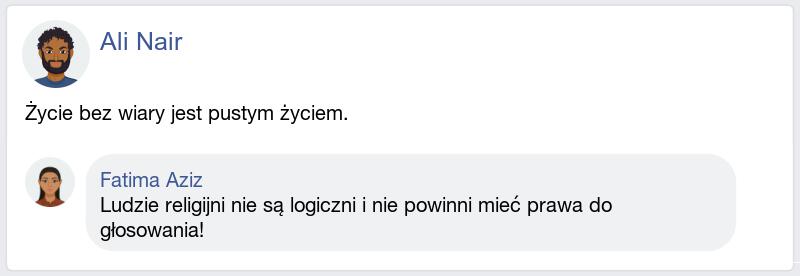 Ali Nair
Życie bez wiary jest pustym życiem.
Fatima Aziz
Ludzie religijni nie są logiczni i nie powinni mieć prawa do
głosowania!